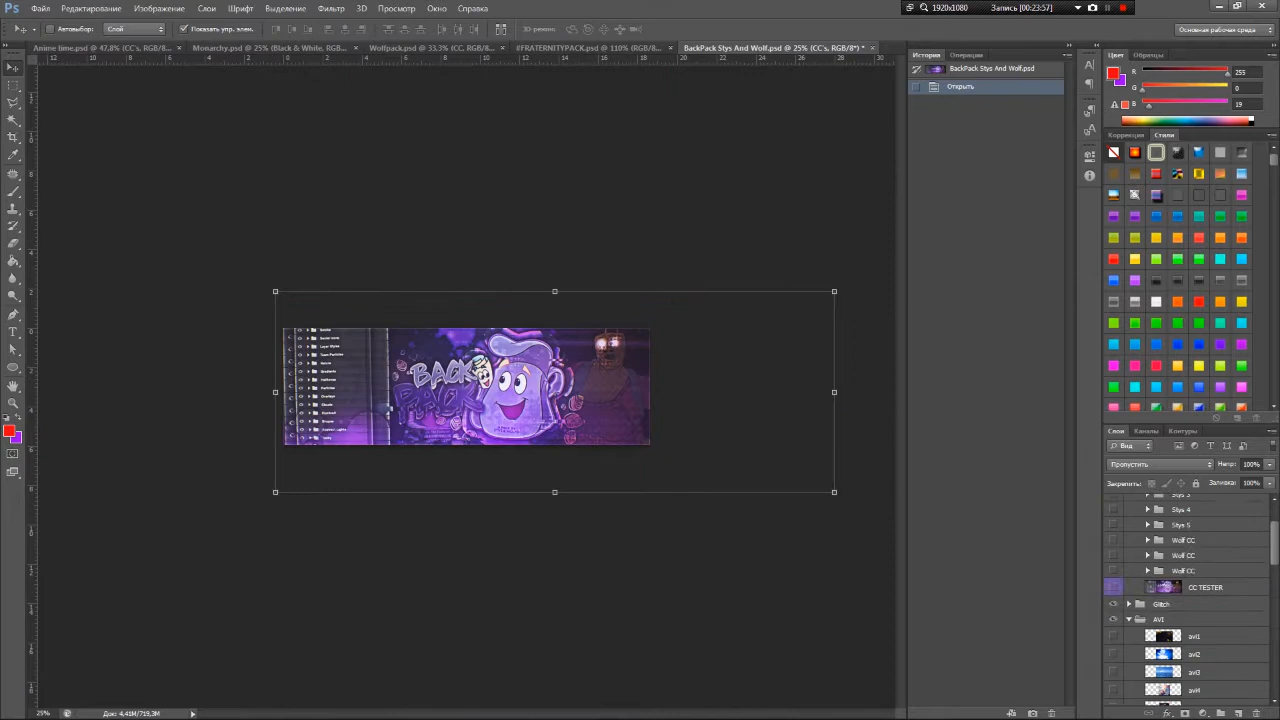 Ps Файл Редактирование Изображение Слои Шрифт Выделение Фильтр 3D Просмотр Окно Справка
1920x1080 Запись [00:23:57]
Автовыбор: Слой Показать упр. элем. 3D-режим: Основная рабочая среда
Anime time.psd @ 47,8% (CC, RGB/8... × Monarchy.psd @ 25% (Black & White, RGB/8... × Wolfpack.psd @ 33.3% (CC, RGB/8... × #FRATERNITYPACK.psd @ 110% (RGB/8... × BackPack Stys And Wolf.psd @ 25% (CC's, RGB/8*) * ×
История Операции
BackPack Stys And Wolf.psd
Открыть
Цвет Образцы
R 255
G 0
B 19
Коррекция Стили
BACK
PACK
Слои Каналы Контуры
Вид
Пропустить Непр: 100%
Закрепить: Заливка: 100%
Stys 3
Stys 4
Stys 5
Wolf CC
Wolf CC
Wolf CC
CC TESTER
Glitch
AVI
avi1
avi2
avi3
avi4
25% Док: 4,41M/719,3M